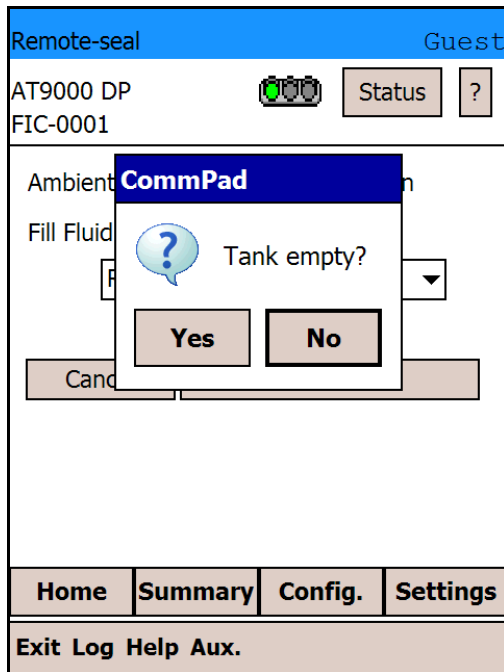 Remote-seal Guest
AT9000 DP
FIC-0001
Status ?
Ambient
CommPad
Fill Fluid
Tank empty?
Yes No
Home Summary Config. Settings
Exit Log Help Aux.